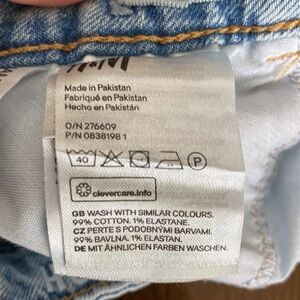 H&M
Made in Pakistan
Fabriqué en Pakistan
Hecho en Pakistán
O/N 276609
P/N 0838198 1
40 P
clevercare.info
GB WASH WITH SIMILAR COLOURS.
99% COTTON. 1% ELASTANE.
CZ PERTE S PODOBNÝMI BARVAMI.
99% BAVLNA. 1% ELASTANE.
DE MIT ÄHNLICHEN FARBEN WASCHEN.